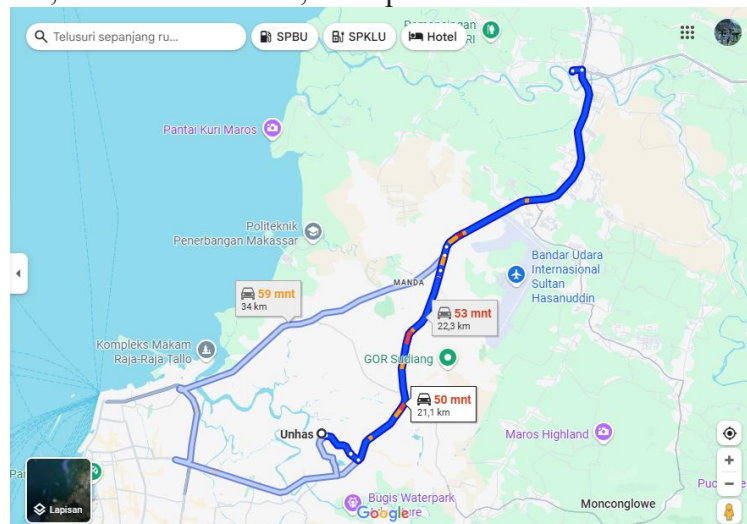 Telusuri sepanjang ru...
SPBU
SPKLU
Hotel
Pantai Kuri Maros
Politeknik
Penerbangan Makassar
Bandar Udara
Internasional
Sultan
Hasanuddin
MANDA
59 mnt
34 km
53 mnt
22,3 km
Kompleks Makam
Raja-Raja Tallo
GOR Sudiang
50 mnt
21,1 km
Unhas
Maros Highland
Lapisan
Bugis Waterpark
Google
Moncongloe